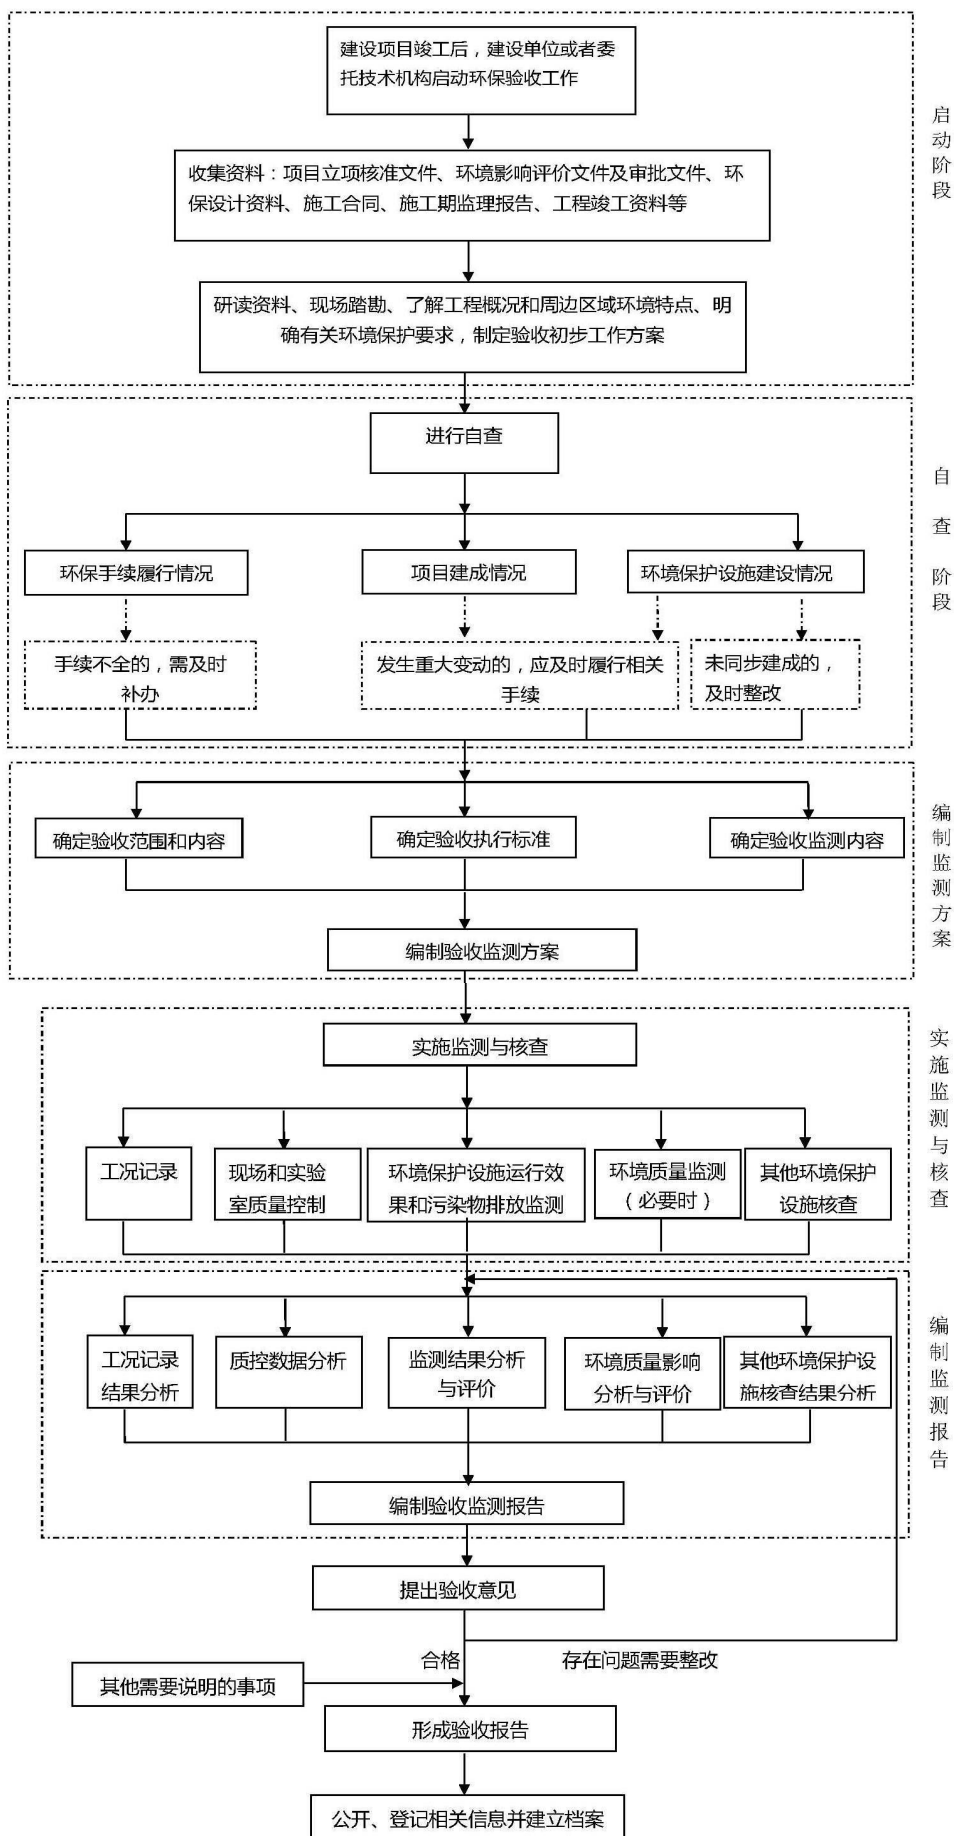 建设项目竣工后，建设单位或者委
托技术机构启动环保验收工作
收集资料：项目立项核准文件、环境影响评价文件及审批文件、环
保设计资料、施工合同、施工期监理报告、工程竣工资料等
研读资料、现场踏勘、了解工程概况和周边区域环境特点、明
确有关环境保护要求，制定验收初步工作方案
启动阶段
进行自查
环保手续履行情况
项目建成情况
环境保护设施建设情况
手续不全的，需及时
补办
发生重大变动的，应及时履行相关
手续
未同步建成的，
及时整改
自查阶段
确定验收范围和内容
确定验收执行标准
确定验收监测内容
编制验收监测方案
编制监测方案
实施监测与核查
工况记录
现场和实验
室质量控制
环境保护设施运行效
果和污染物排放监测
环境质量监测
（必要时）
其他环境保护
设施核查
实施监测与核查
工况记录
结果分析
质控数据分析
监测结果分析
与评价
环境质量影响
分析与评价
其他环境保护设
施核查结果分析
编制验收监测报告
编制监测报告
提出验收意见
合格
存在问题需要整改
其他需要说明的事项
形成验收报告
公开、登记相关信息并建立档案